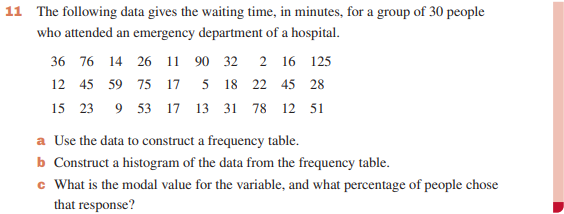 11 The following data gives the waiting time, in minutes, for a group of 30 people
who attended an emergency department of a hospital.
36 76 14 26 11 90 32 2 16 125
12 45 59 75 17 5 18 22 45 28
15 23 9 53 17 13 31 78 12 51
a Use the data to construct a frequency table.
b Construct a histogram of the data from the frequency table.
c What is the modal value for the variable, and what percentage of people chose
that response?